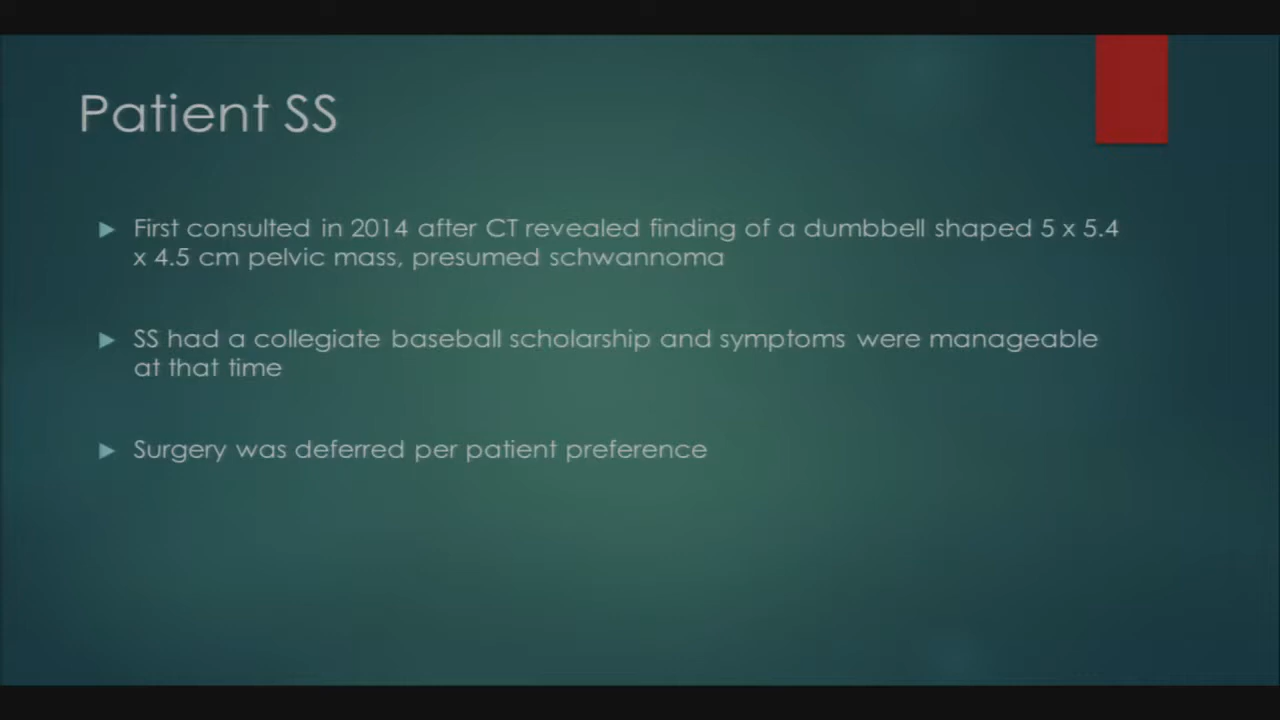 Patient SS
First consulted in 2014 after CT revealed finding of a dumbbell shaped 5 x 5.4
x 4.5 cm pelvic mass, presumed schwannoma
SS had a collegiate baseball scholarship and symptoms were manageable
at that time
Surgery was deferred per patient preference